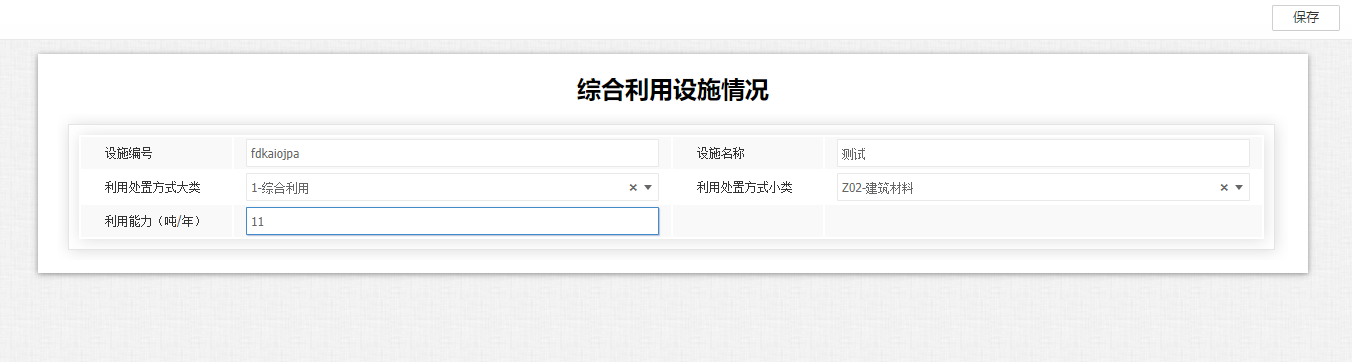 保存
综合利用设施情况
设施编号 fdkaiojpa 设施名称 测试
利用处置方式大类 1-综合利用 利用处置方式小类 Z02-建筑材料
利用能力（吨/年） 11